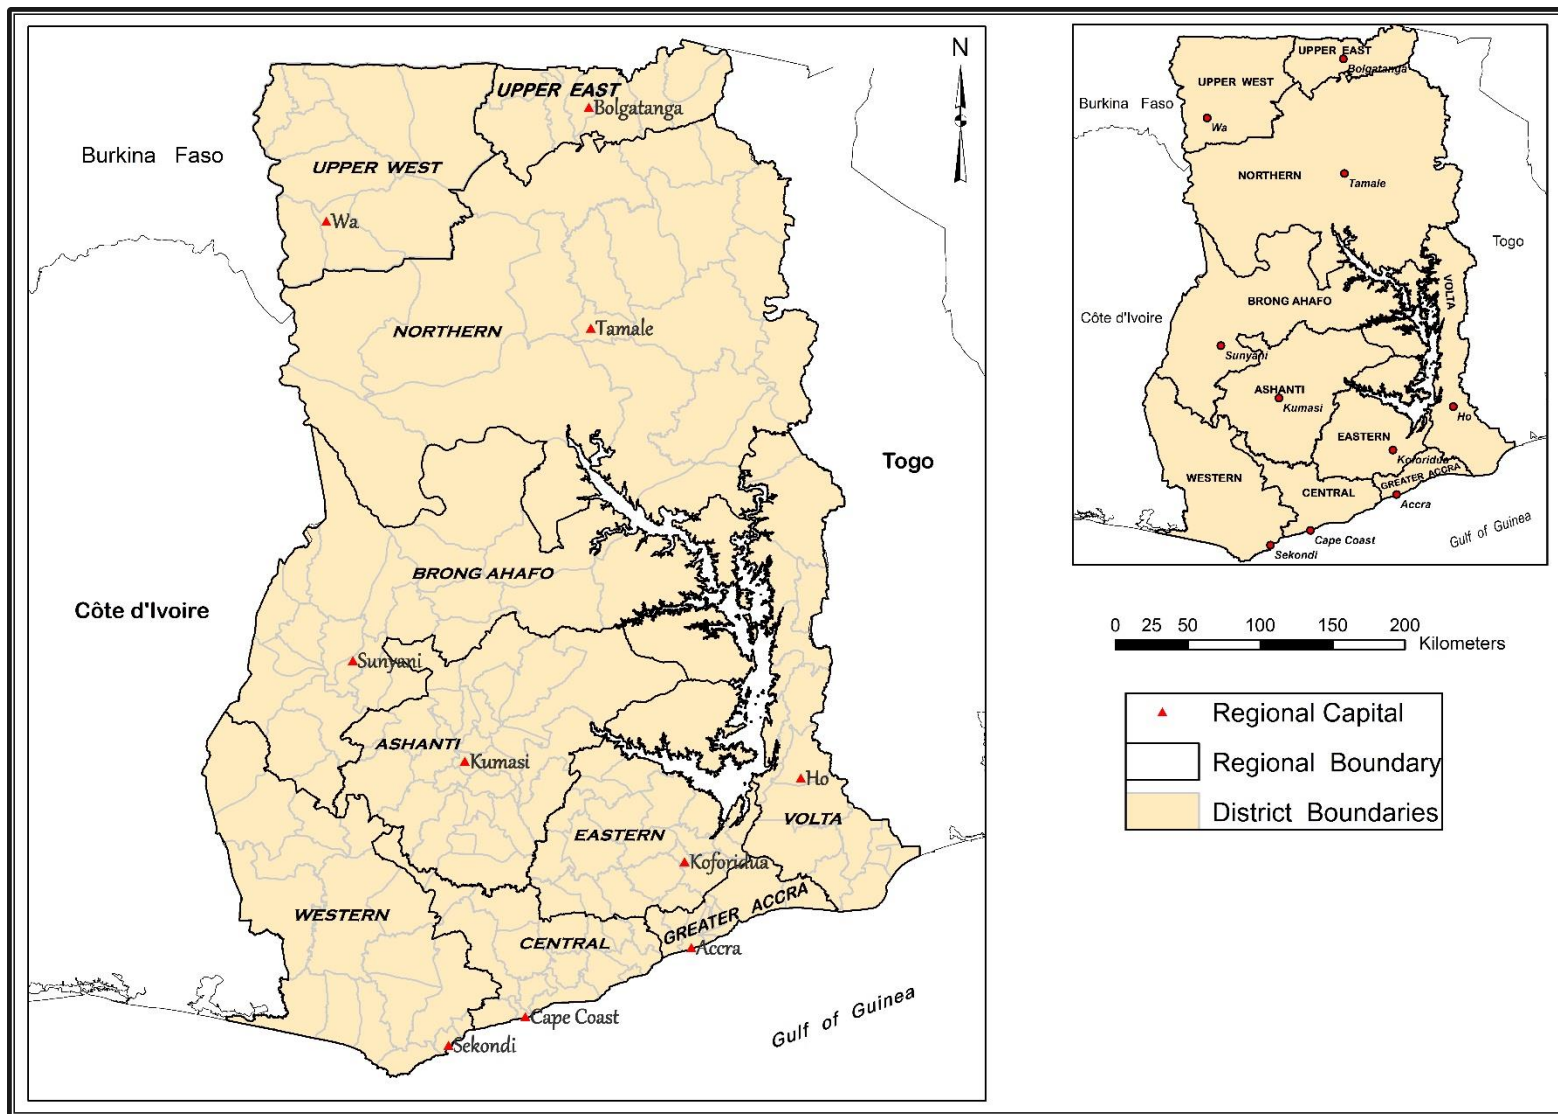 N
UPPER EAST
Bolgatanga
Burkina Faso
UPPER WEST
Wa
NORTHERN
Tamale
Togo
BRONG AHAFO
Côte d'Ivoire
Sunyani
ASHANTI
Kumasi
Ho
VOLTA
EASTERN
Koforidua
WESTERN
GREATER ACCRA
CENTRAL
Accra
Cape Coast
Gulf of Guinea
Sekondi
UPPER EAST
Bolgatanga
UPPER WEST
Burkina Faso
Wa
NORTHERN
Tamale
Togo
VOLTA
BRONG AHAFO
Côte d'Ivoire
Sunyani
ASHANTI
Kumasi
Ho
EASTERN
Koforidua
GREATER ACCRA
WESTERN
CENTRAL
Accra
Cape Coast
Gulf of Guinea
Sekondi
0 25 50 100 150 200
Kilometers
Regional Capital
Regional Boundary
District Boundaries